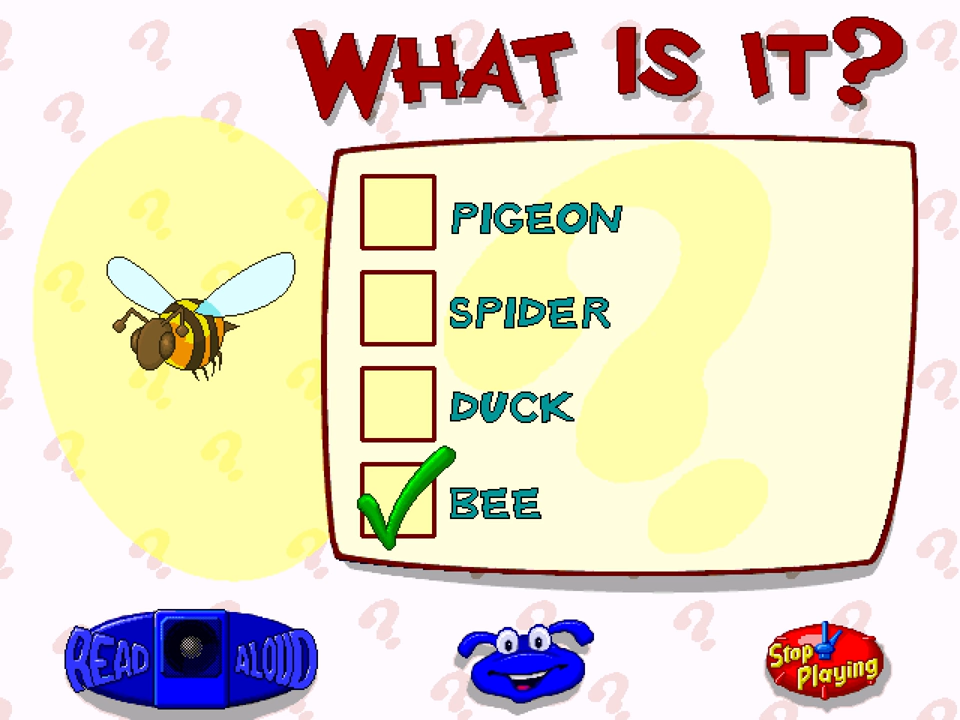 WHAT IS IT?
PIGEON
SPIDER
DUCK
BEE
READ ALOUD
Stop
Playing